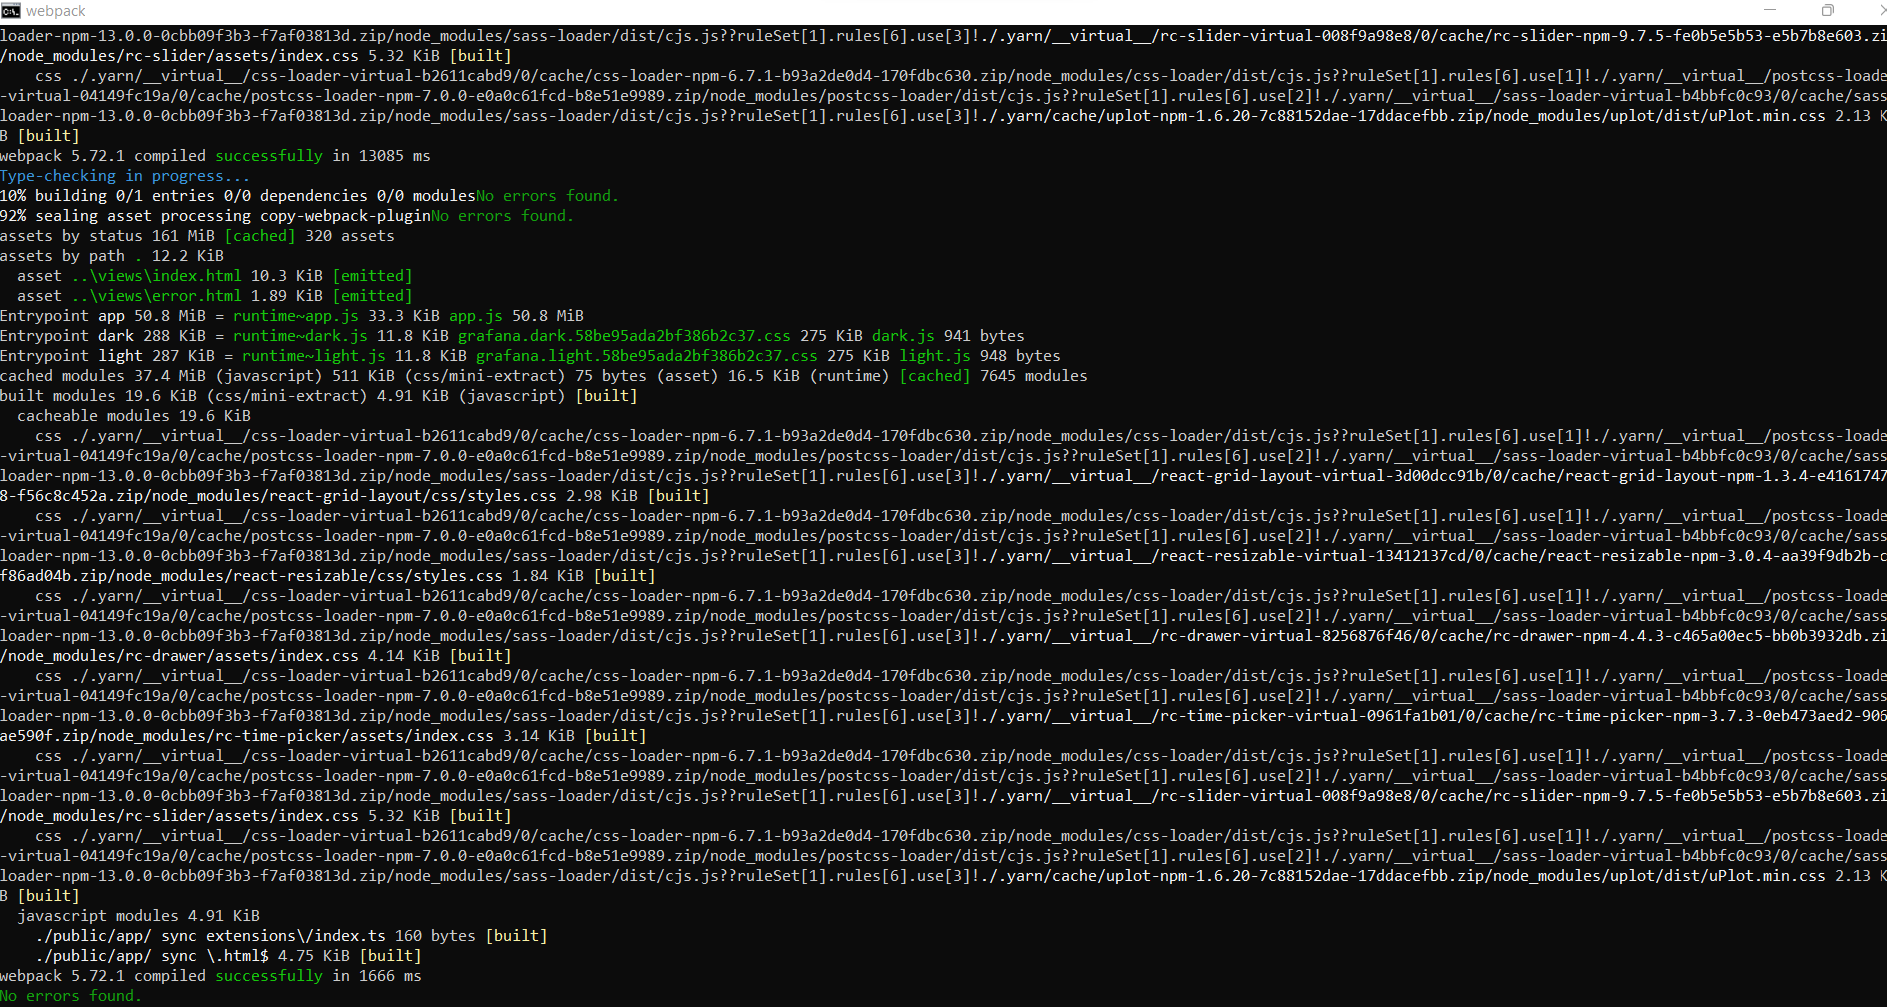 webpack
loader-npm-13.0.0-0cbb09f3b3-f7af03813d.zip/node_modules/sass-loader/dist/cjs.js??ruleSet[1].rules[6].use[3]!./.yarn/__virtual__/rc-slider-virtual-008f9a98e8/0/cache/rc-slider-npm-9.7.5-fe0b5e5b53-e5b7b8e603.zi
/node_modules/rc-slider/assets/index.css 5.32 KiB [built]
css ./.yarn/__virtual__/css-loader-virtual-b2611cabd9/0/cache/css-loader-npm-6.7.1-b93a2de0d4-170fdbc630.zip/node_modules/css-loader/dist/cjs.js??ruleSet[1].rules[6].use[1]!./.yarn/__virtual__/postcss-loade
-virtual-04149fc19a/0/cache/postcss-loader-npm-7.0.0-e0a0c61fcd-b8e51e9989.zip/node_modules/postcss-loader/dist/cjs.js??ruleSet[1].rules[6].use[2]!./.yarn/__virtual__/sass-loader-virtual-b4bbfc0c93/0/cache/sass
loader-npm-13.0.0-0cbb09f3b3-f7af03813d.zip/node_modules/sass-loader/dist/cjs.js??ruleSet[1].rules[6].use[3]!./.yarn/cache/uplot-npm-1.6.20-7c88152dae-17ddacefbb.zip/node_modules/uplot/dist/uPlot.min.css 2.13 K
B [built]
webpack 5.72.1 compiled successfully in 13085 ms
Type-checking in progress...
10% building 0/1 entries 0/0 dependencies 0/0 modulesNo errors found.
92% sealing asset processing copy-webpack-pluginNo errors found.
assets by status 161 MiB [cached] 320 assets
assets by path . 12.2 KiB
asset ..\views\index.html 10.3 KiB [emitted]
asset ..\views\error.html 1.89 KiB [emitted]
Entrypoint app 50.8 MiB = runtime~app.js 33.3 KiB app.js 50.8 MiB
Entrypoint dark 288 KiB = runtime~dark.js 11.8 KiB grafana.dark.58be95ada2bf386b2c37.css 275 KiB dark.js 941 bytes
Entrypoint light 287 KiB = runtime~light.js 11.8 KiB grafana.light.58be95ada2bf386b2c37.css 275 KiB light.js 948 bytes
cached modules 37.4 MiB (javascript) 511 KiB (css/mini-extract) 75 bytes (asset) 16.5 KiB (runtime) [cached] 7645 modules
built modules 19.6 KiB (css/mini-extract) 4.91 KiB (javascript) [built]
cacheable modules 19.6 KiB
css ./.yarn/__virtual__/css-loader-virtual-b2611cabd9/0/cache/css-loader-npm-6.7.1-b93a2de0d4-170fdbc630.zip/node_modules/css-loader/dist/cjs.js??ruleSet[1].rules[6].use[1]!./.yarn/__virtual__/postcss-loade
-virtual-04149fc19a/0/cache/postcss-loader-npm-7.0.0-e0a0c61fcd-b8e51e9989.zip/node_modules/postcss-loader/dist/cjs.js??ruleSet[1].rules[6].use[2]!./.yarn/__virtual__/sass-loader-virtual-b4bbfc0c93/0/cache/sass
loader-npm-13.0.0-0cbb09f3b3-f7af03813d.zip/node_modules/sass-loader/dist/cjs.js??ruleSet[1].rules[6].use[3]!./.yarn/__virtual__/react-grid-layout-virtual-3d00dcc91b/0/cache/react-grid-layout-npm-1.3.4-e4161747
8-f56c8c452a.zip/node_modules/react-grid-layout/css/styles.css 2.98 KiB [built]
css ./.yarn/__virtual__/css-loader-virtual-b2611cabd9/0/cache/css-loader-npm-6.7.1-b93a2de0d4-170fdbc630.zip/node_modules/css-loader/dist/cjs.js??ruleSet[1].rules[6].use[1]!./.yarn/__virtual__/postcss-loade
-virtual-04149fc19a/0/cache/postcss-loader-npm-7.0.0-e0a0c61fcd-b8e51e9989.zip/node_modules/postcss-loader/dist/cjs.js??ruleSet[1].rules[6].use[2]!./.yarn/__virtual__/sass-loader-virtual-b4bbfc0c93/0/cache/sass
loader-npm-13.0.0-0cbb09f3b3-f7af03813d.zip/node_modules/sass-loader/dist/cjs.js??ruleSet[1].rules[6].use[3]!./.yarn/__virtual__/react-resizable-virtual-13412137cd/0/cache/react-resizable-npm-3.0.4-aa39f9db2b-c
f86ad04b.zip/node_modules/react-resizable/css/styles.css 1.84 KiB [built]
css ./.yarn/__virtual__/css-loader-virtual-b2611cabd9/0/cache/css-loader-npm-6.7.1-b93a2de0d4-170fdbc630.zip/node_modules/css-loader/dist/cjs.js??ruleSet[1].rules[6].use[1]!./.yarn/__virtual__/postcss-loade
-virtual-04149fc19a/0/cache/postcss-loader-npm-7.0.0-e0a0c61fcd-b8e51e9989.zip/node_modules/postcss-loader/dist/cjs.js??ruleSet[1].rules[6].use[2]!./.yarn/__virtual__/sass-loader-virtual-b4bbfc0c93/0/cache/sass
loader-npm-13.0.0-0cbb09f3b3-f7af03813d.zip/node_modules/sass-loader/dist/cjs.js??ruleSet[1].rules[6].use[3]!./.yarn/__virtual__/rc-drawer-virtual-8256876f46/0/cache/rc-drawer-npm-4.4.3-c465a00ec5-bb0b3932db.zi
/node_modules/rc-drawer/assets/index.css 4.14 KiB [built]
css ./.yarn/__virtual__/css-loader-virtual-b2611cabd9/0/cache/css-loader-npm-6.7.1-b93a2de0d4-170fdbc630.zip/node_modules/css-loader/dist/cjs.js??ruleSet[1].rules[6].use[1]!./.yarn/__virtual__/postcss-loade
-virtual-04149fc19a/0/cache/postcss-loader-npm-7.0.0-e0a0c61fcd-b8e51e9989.zip/node_modules/postcss-loader/dist/cjs.js??ruleSet[1].rules[6].use[2]!./.yarn/__virtual__/sass-loader-virtual-b4bbfc0c93/0/cache/sass
loader-npm-13.0.0-0cbb09f3b3-f7af03813d.zip/node_modules/sass-loader/dist/cjs.js??ruleSet[1].rules[6].use[3]!./.yarn/__virtual__/rc-time-picker-virtual-0961fa1b01/0/cache/rc-time-picker-npm-3.7.3-0eb473aed2-906
ae590f.zip/node_modules/rc-time-picker/assets/index.css 3.14 KiB [built]
css ./.yarn/__virtual__/css-loader-virtual-b2611cabd9/0/cache/css-loader-npm-6.7.1-b93a2de0d4-170fdbc630.zip/node_modules/css-loader/dist/cjs.js??ruleSet[1].rules[6].use[1]!./.yarn/__virtual__/postcss-loade
-virtual-04149fc19a/0/cache/postcss-loader-npm-7.0.0-e0a0c61fcd-b8e51e9989.zip/node_modules/postcss-loader/dist/cjs.js??ruleSet[1].rules[6].use[2]!./.yarn/__virtual__/sass-loader-virtual-b4bbfc0c93/0/cache/sass
loader-npm-13.0.0-0cbb09f3b3-f7af03813d.zip/node_modules/sass-loader/dist/cjs.js??ruleSet[1].rules[6].use[3]!./.yarn/__virtual__/rc-slider-virtual-008f9a98e8/0/cache/rc-slider-npm-9.7.5-fe0b5e5b53-e5b7b8e603.zi
/node_modules/rc-slider/assets/index.css 5.32 KiB [built]
css ./.yarn/__virtual__/css-loader-virtual-b2611cabd9/0/cache/css-loader-npm-6.7.1-b93a2de0d4-170fdbc630.zip/node_modules/css-loader/dist/cjs.js??ruleSet[1].rules[6].use[1]!./.yarn/__virtual__/postcss-loade
-virtual-04149fc19a/0/cache/postcss-loader-npm-7.0.0-e0a0c61fcd-b8e51e9989.zip/node_modules/postcss-loader/dist/cjs.js??ruleSet[1].rules[6].use[2]!./.yarn/__virtual__/sass-loader-virtual-b4bbfc0c93/0/cache/sass
loader-npm-13.0.0-0cbb09f3b3-f7af03813d.zip/node_modules/sass-loader/dist/cjs.js??ruleSet[1].rules[6].use[3]!./.yarn/cache/uplot-npm-1.6.20-7c88152dae-17ddacefbb.zip/node_modules/uplot/dist/uPlot.min.css 2.13 K
B [built]
javascript modules 4.91 KiB
./public/app/ sync extensions\/index.ts 160 bytes [built]
./public/app/ sync \.html$ 4.75 KiB [built]
webpack 5.72.1 compiled successfully in 1666 ms
No errors found.